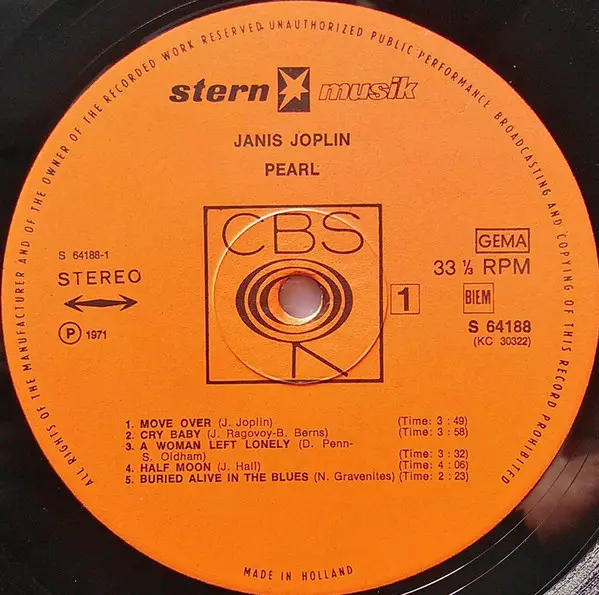 ALL RIGHTS OF THE MANUFACTURER AND OF THE OWNER OF THE RECORDED WORK RESERVED. UNAUTHORIZED PUBLIC PERFORMANCE, BROADCASTING AND COPYING OF THIS RECORD PROHIBITED
stern musik
JANIS JOPLIN
PEARL
CBS
S 64188-1
STEREO
P 1971
GEMA
33 ⅓ RPM
1
BIEM
S 64188
(KC 30322)
1. MOVE OVER (J. Joplin) (Time: 3 : 49)
2. CRY BABY (J. Ragovoy-B. Berns) (Time: 3 : 58)
3. A WOMAN LEFT LONELY (D. Penn-
S. Oldham) (Time: 3 : 32)
4. HALF MOON (J. Hall) (Time: 4 : 06)
5. BURIED ALIVE IN THE BLUES (N. Gravenites) (Time: 2 : 23)
MADE IN HOLLAND